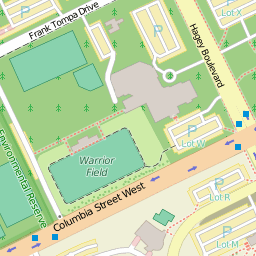 Lot X
Frank Tompa Drive
Hagey Boulevard
P
P
P
P
Lot W
Environmental Reserve
Warrior
Field
Columbia Street West
P
Lot R
P
Lot M